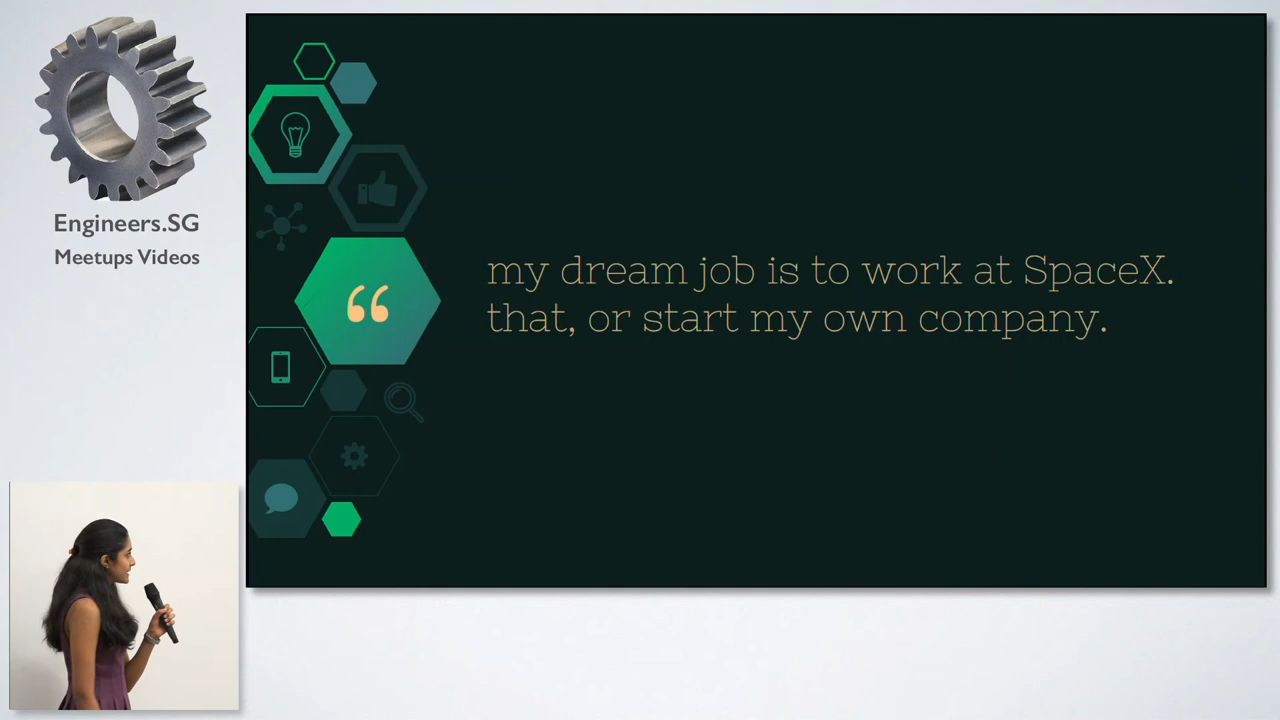 Engineers.SG
Meetups Videos
“
my dream job is to work at SpaceX.
that, or start my own company.